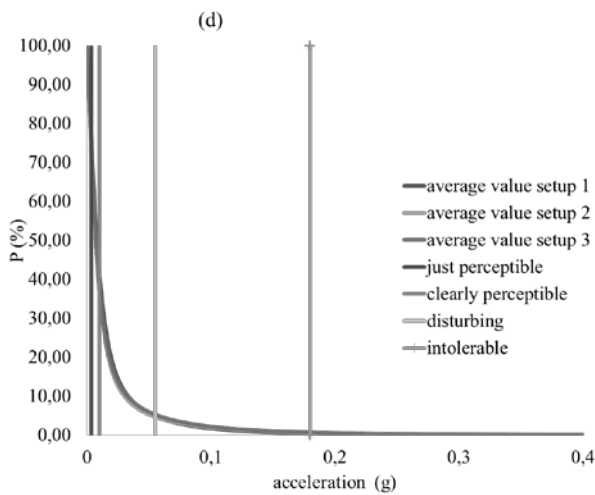 (d)
100,00
90,00
80,00
70,00
60,00
50,00
40,00
30,00
20,00
10,00
0,00
P (%)
average value setup 1
average value setup 2
average value setup 3
just perceptible
clearly perceptible
disturbing
intolerable
0 0,1 0,2 0,3 0,4
acceleration (g)